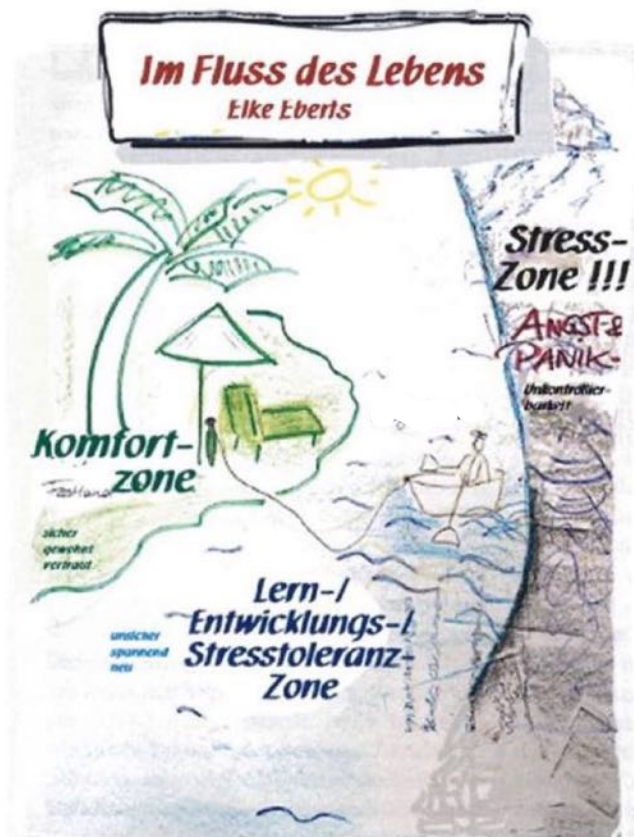 Im Fluss des Lebens
Elke Eberts
Stress-
Zone !!!
ANGST &
PANIK-
Unkontrollier-
barkeit
Komfort-
zone
Festland
sicher
gewohnt
vertraut
Lern-/
Entwicklungs-/
Stresstoleranz-
Zone
unsicher
spannend
neu